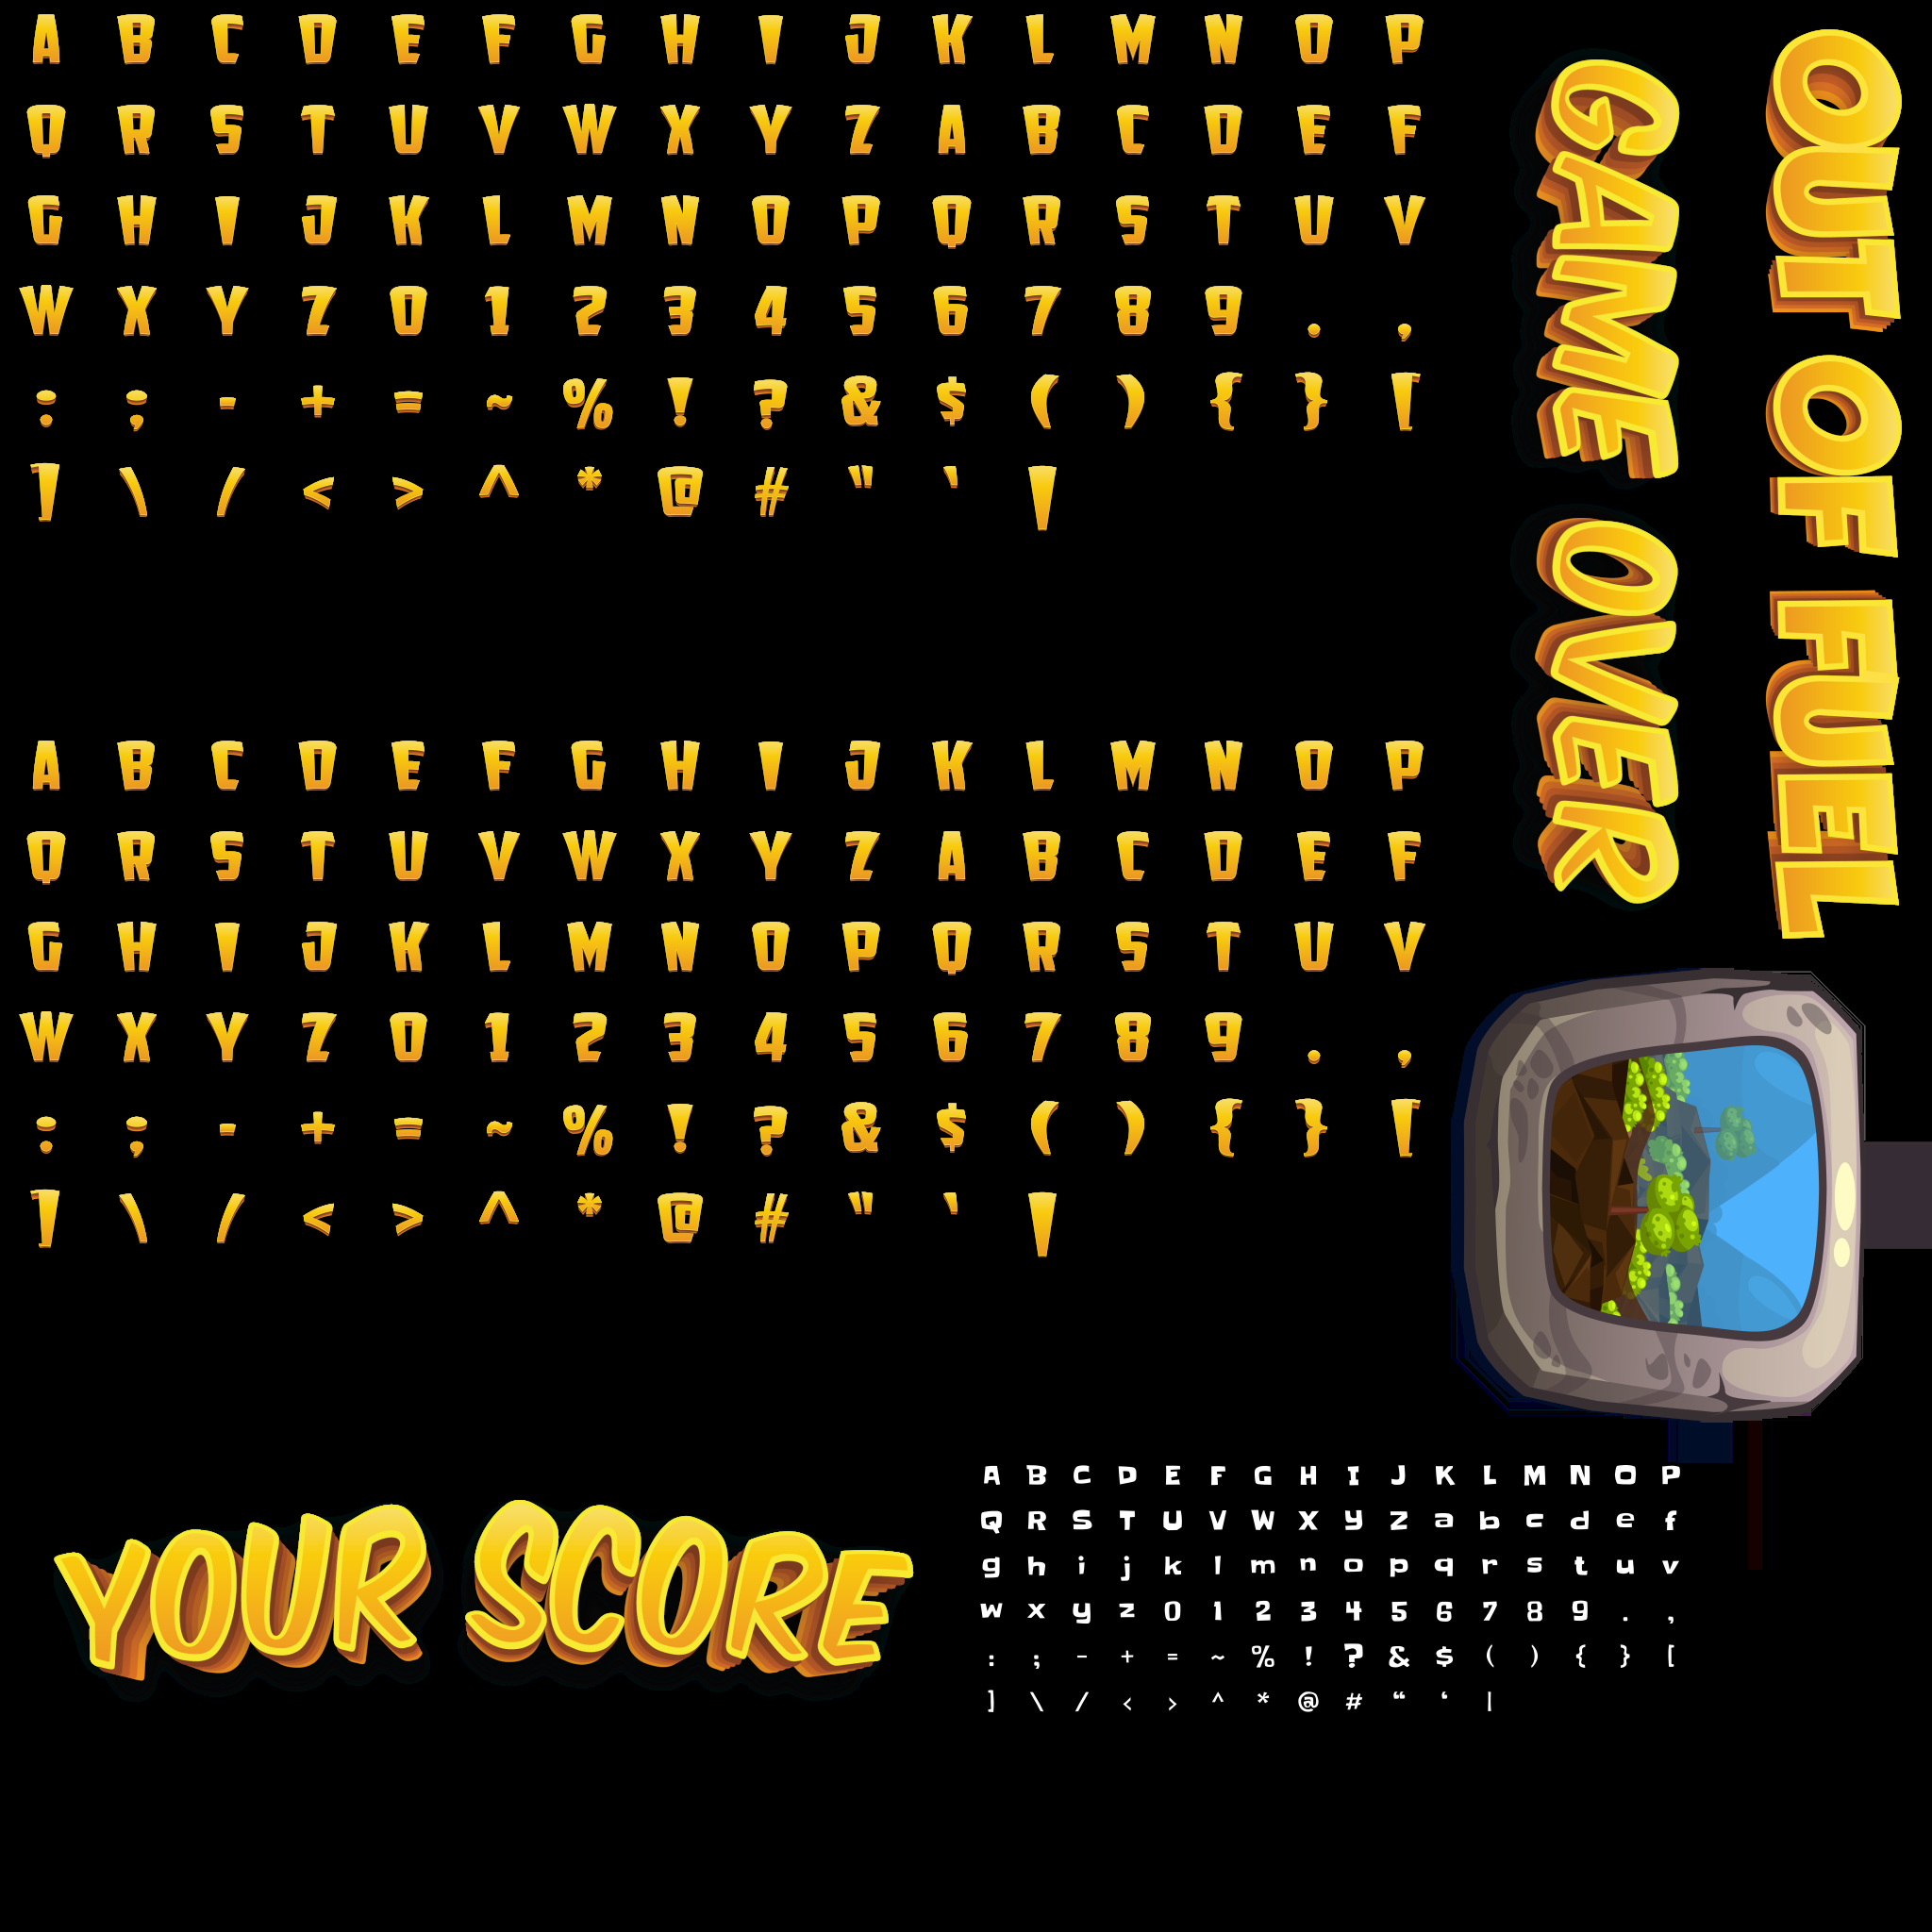 A B C D E F G H I J K L M N O P
Q R S T U V W X Y Z A B C D E F
G H I J K L M N O P Q R S T U V
W X Y Z 0 1 2 3 4 5 6 7 8 9 . ,
: ; - + = ~ % ! ? & $ ( ) { } [
] \ / < > ^ * @ # " ' |
GAME OVER
OUT OF FUEL
A B C D E F G H I J K L M N O P
Q R S T U V W X Y Z A B C D E F
G H I J K L M N O P Q R S T U V
W X Y Z 0 1 2 3 4 5 6 7 8 9 . ,
: ; - + = ~ % ! ? & $ ( ) { } [
] \ / < > ^ * @ # " ' |
YOUR SCORE
A B C D E F G H I J K L M N O P
Q R S T U V W X Y Z a b c d e f
g h i j k l m n o p q r s t u v
w x y z 0 1 2 3 4 5 6 7 8 9 . ,
: ; - + = ~ % ! ? & $ ( ) { } [
] \ / < > ^ * @ # “ ‘ |